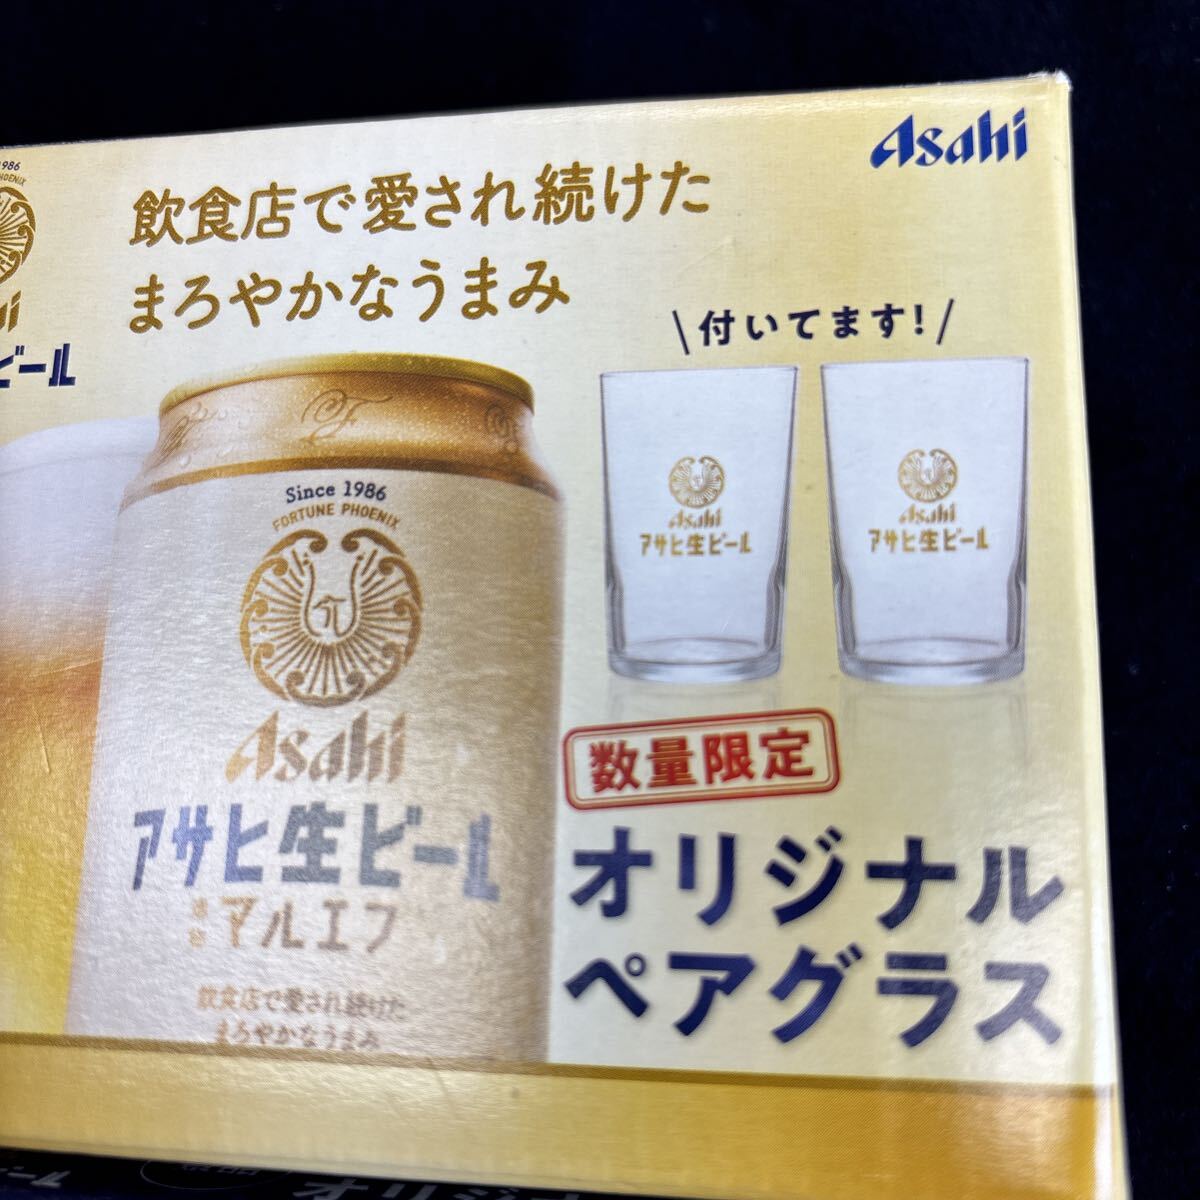 1986
飲食店で愛され続けた
まろやかなうまみ
Asahi
\付いてます!/
ビール
Since 1986
FORTUNE PHOENIX
Asahi
アサヒ生ビール
通称
マルエフ
飲食店で愛され続けた
まろやかなうまみ
Asahi
アサヒ生ビール
Asahi
アサヒ生ビール
数量限定
オリジナル
ペアグラス